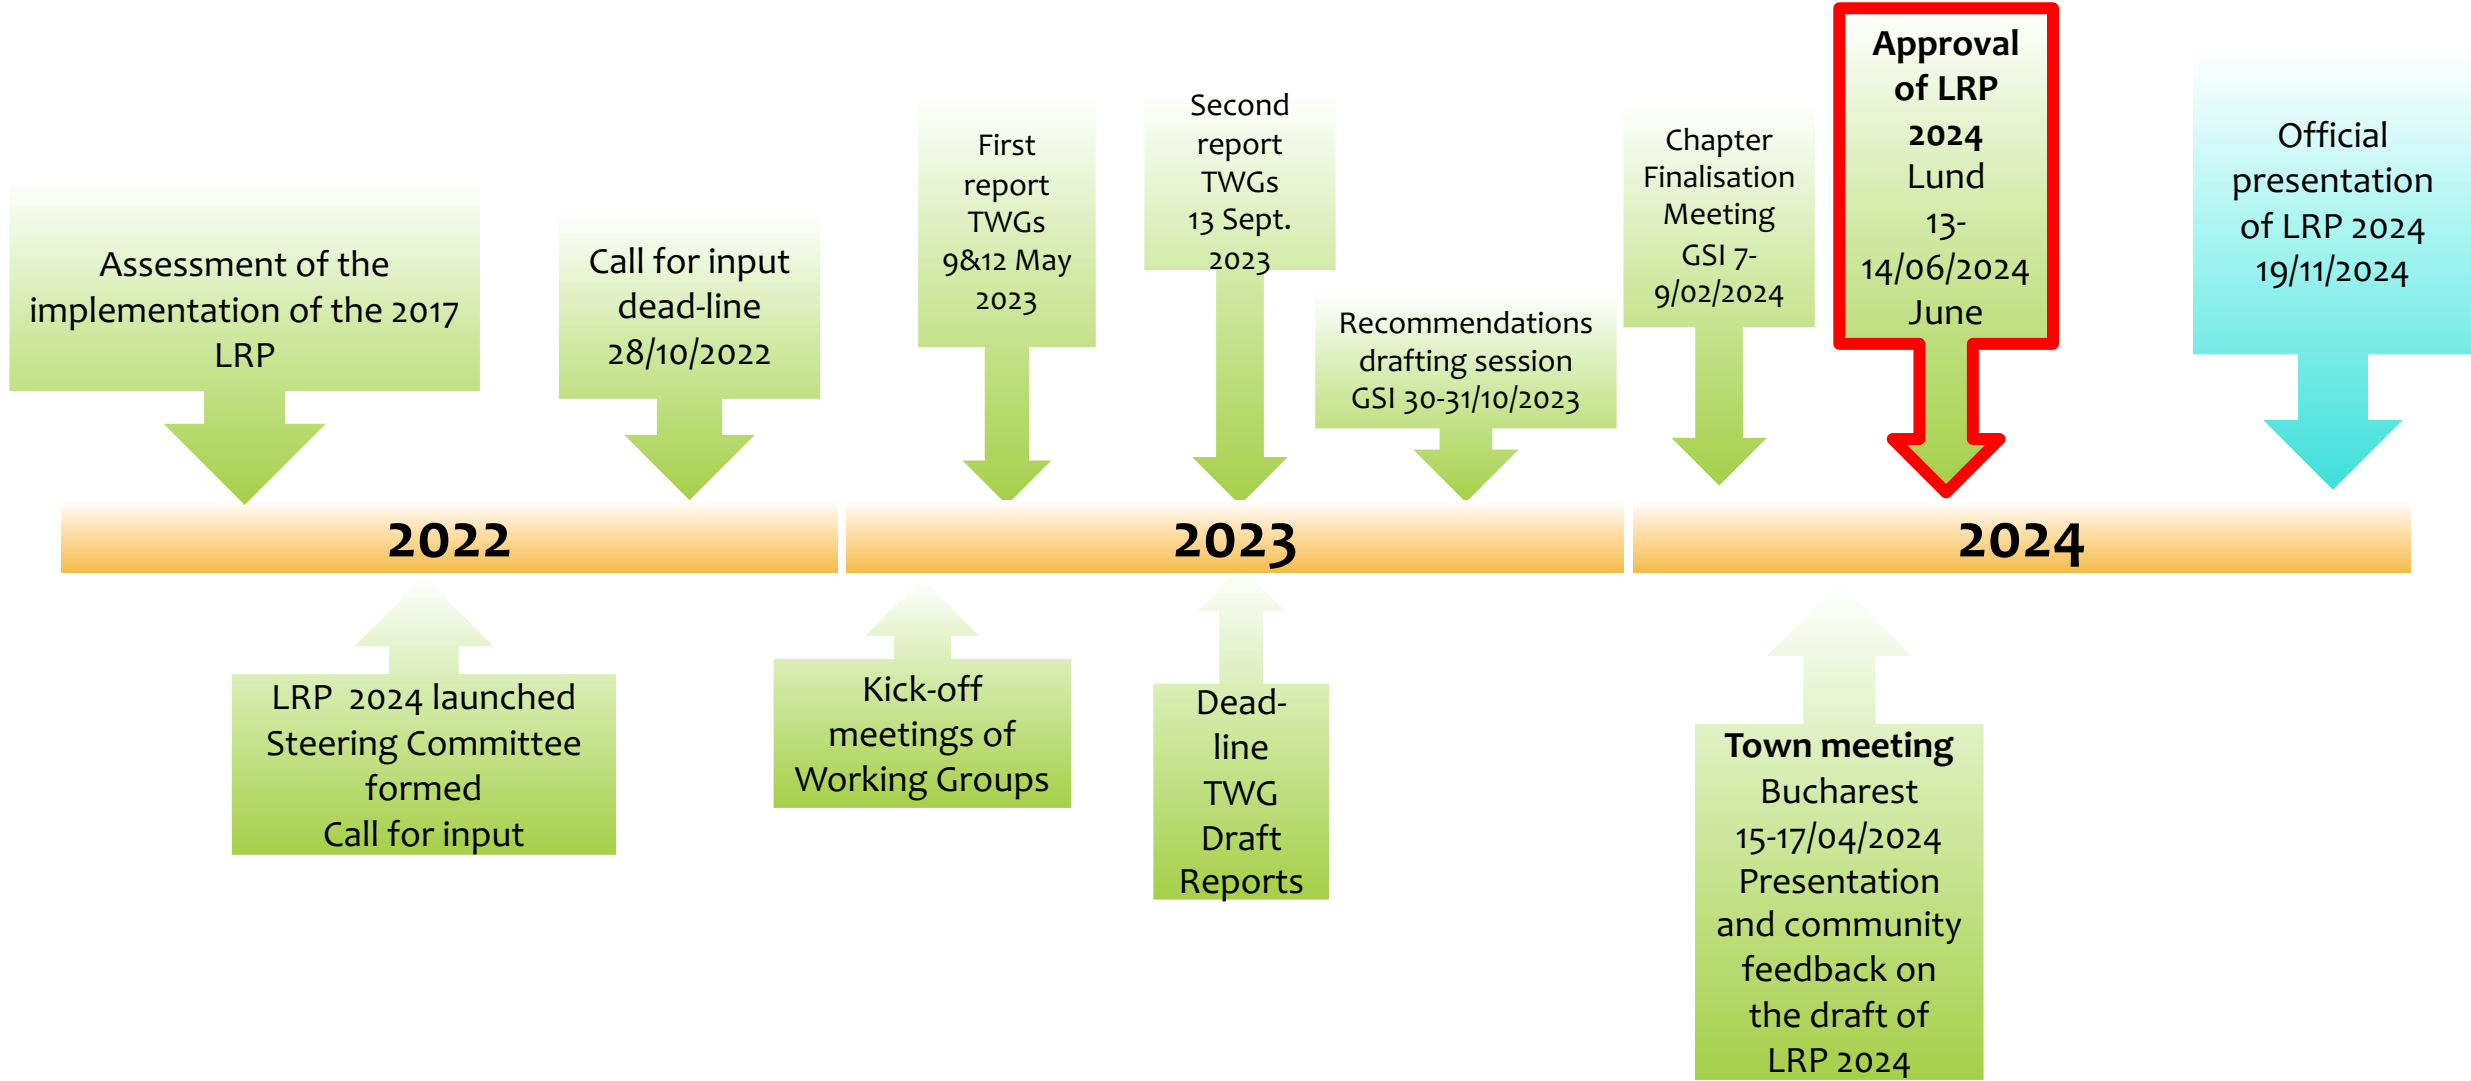 Assessment of the
implementation of the 2017
LRP
Call for input
dead-line
28/10/2022
First
report
TWGs
9&12 May
2023
Second
report
TWGs
13 Sept.
2023
Recommendations
drafting session
GSI 30-31/10/2023
Chapter
Finalisation
Meeting
GSI 7-
9/02/2024
Approval
of LRP
2024
Lund
13-
14/06/2024
June
Official
presentation
of LRP 2024
19/11/2024
2022
2023
2024
LRP 2024 launched
Steering Committee
formed
Call for input
Kick-off
meetings of
Working Groups
Dead-
line
TWG
Draft
Reports
Town meeting
Bucharest
15-17/04/2024
Presentation
and community
feedback on
the draft of
LRP 2024